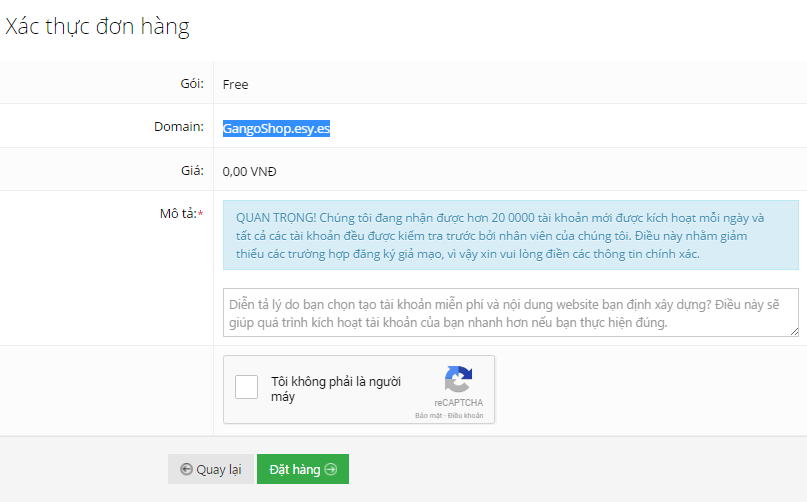 Xác thực đơn hàng
Gói: Free
Domain: GangoShop.esy.es
Giá: 0,00 VNĐ
Mô tả:*
QUAN TRỌNG! Chúng tôi đang nhận được hơn 20 0000 tài khoản mới được kích hoạt mỗi ngày và
tất cả các tài khoản đều được kiểm tra trước bởi nhân viên của chúng tôi. Điều này nhằm giảm
thiểu các trường hợp đăng ký giả mạo, vì vậy xin vui lòng điền các thông tin chính xác.
Diễn tả lý do bạn chọn tạo tài khoản miễn phí và nội dung website bạn định xây dựng? Điều này sẽ
giúp quá trình kích hoạt tài khoản của bạn nhanh hơn nếu bạn thực hiện đúng.
Tôi không phải là người
máy
reCAPTCHA
Bảo mật - Điều khoản
Quay lại
Đặt hàng